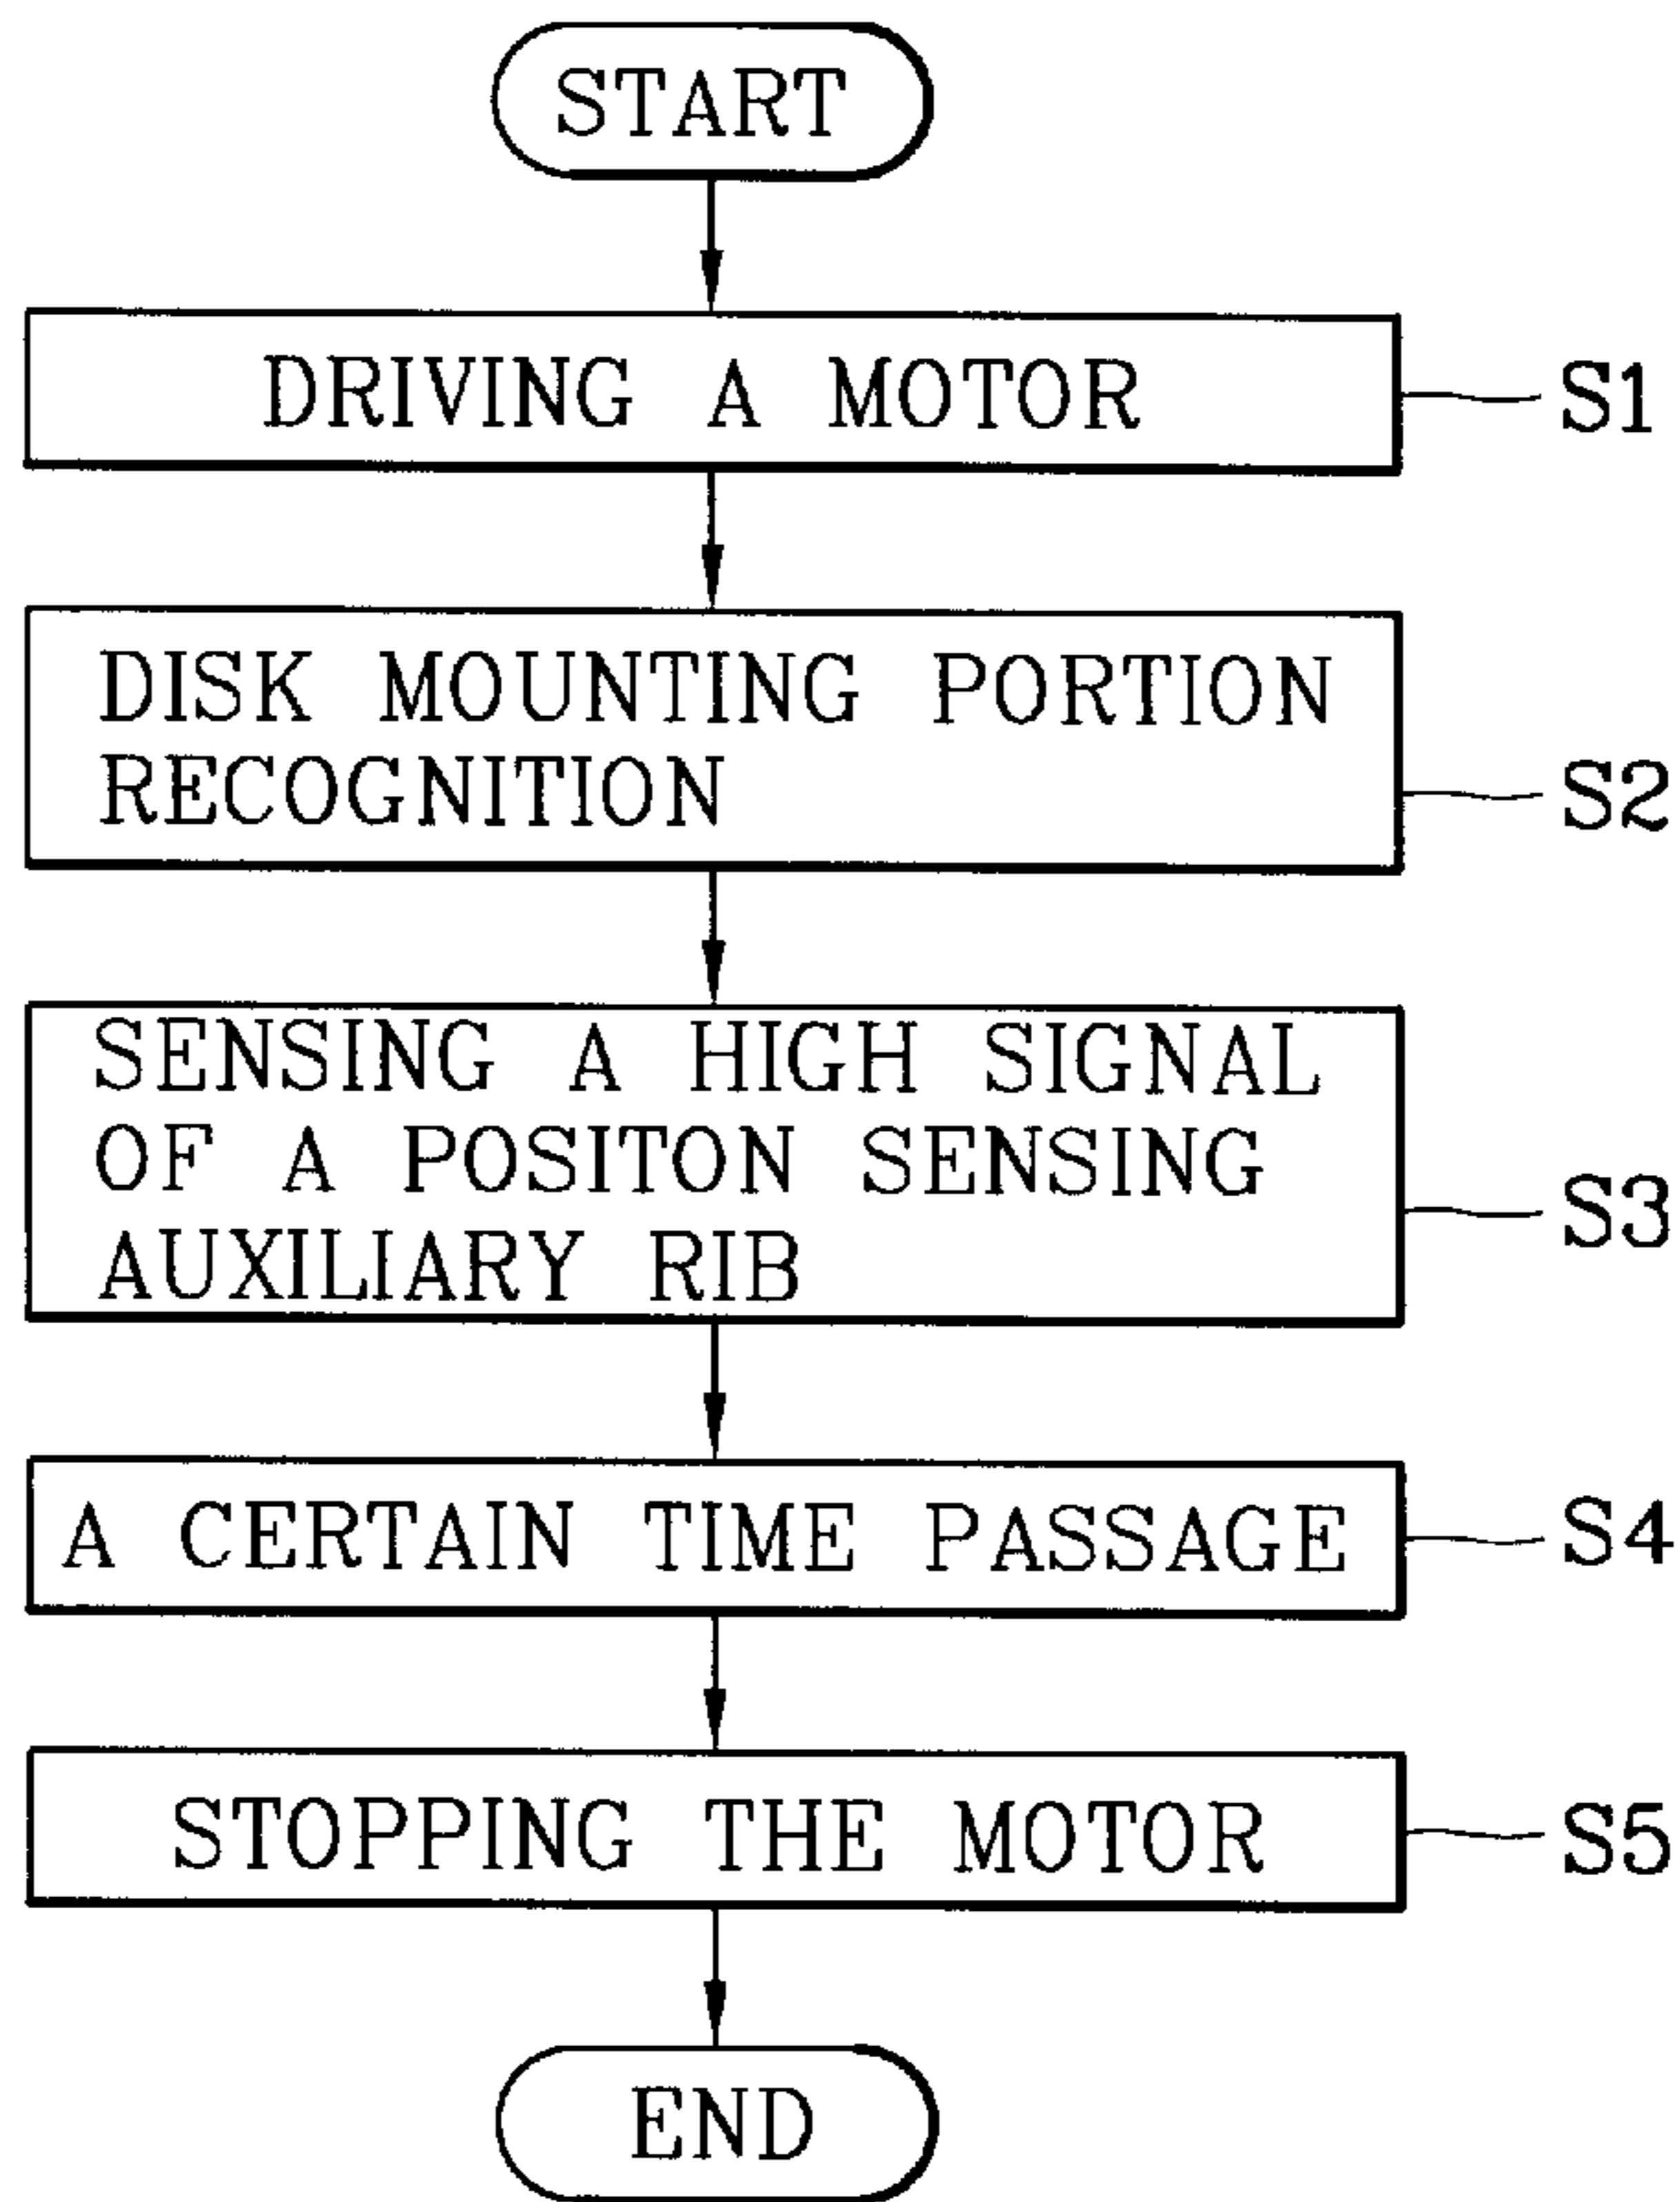 START
DRIVING A MOTOR
S1
DISK MOUNTING PORTION
RECOGNITION
S2
SENSING A HIGH SIGNAL
OF A POSITON SENSING
AUXILIARY RIB
S3
A CERTAIN TIME PASSAGE
S4
STOPPING THE MOTOR
S5
END